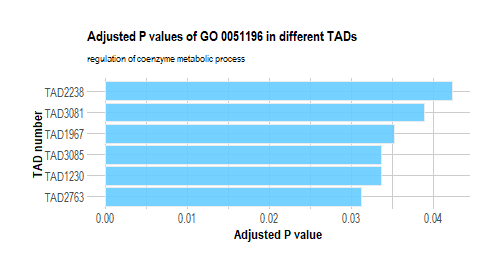 Adjusted P values of GO 0051196 in different TADs
regulation of coenzyme metabolic process
TAD number
TAD2238
TAD3081
TAD1967
TAD3085
TAD1230
TAD2763
0.00 0.01 0.02 0.03 0.04
Adjusted P value